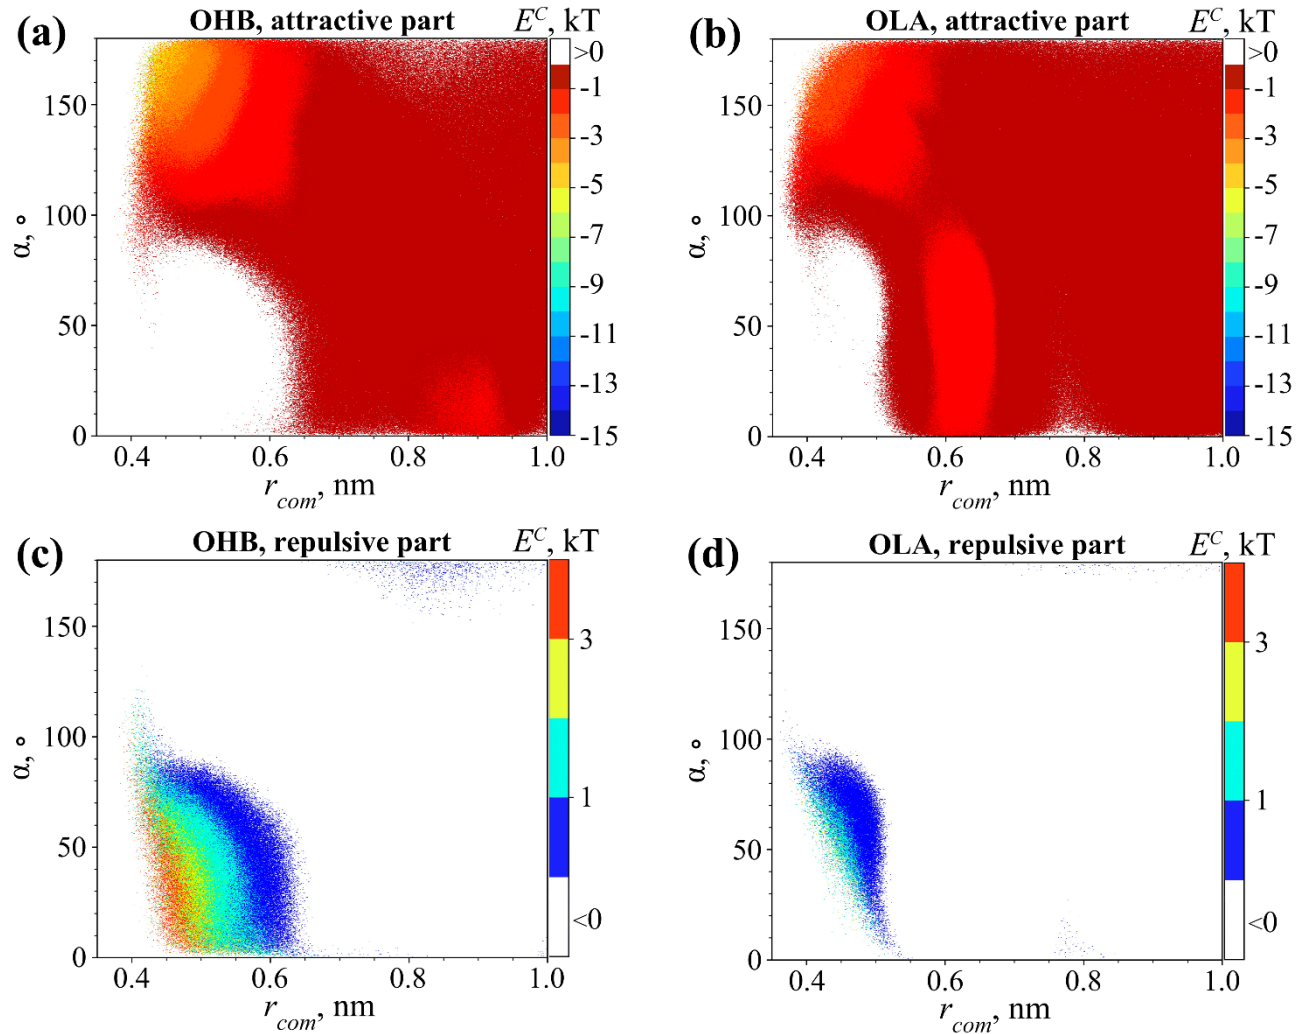 (a) OHB, attractive part E^C, kT
>0
-1
-3
-5
-7
-9
-11
-13
-15
150
100
50
0
α, °
0.4 0.6 0.8 1.0
r_com, nm
(b) OLA, attractive part E^C, kT
>0
-1
-3
-5
-7
-9
-11
-13
-15
150
100
50
0
α, °
0.4 0.6 0.8 1.0
r_com, nm
(c) OHB, repulsive part E^C, kT
3
1
<0
150
100
50
0
α, °
0.4 0.6 0.8 1.0
r_com, nm
(d) OLA, repulsive part E^C, kT
3
1
<0
150
100
50
0
α, °
0.4 0.6 0.8 1.0
r_com, nm